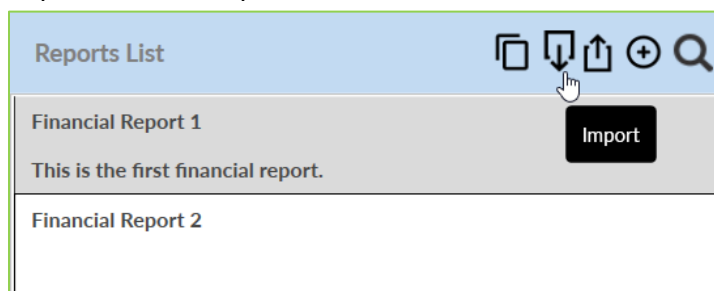 Reports List
Import
Financial Report 1
This is the first financial report.
Financial Report 2